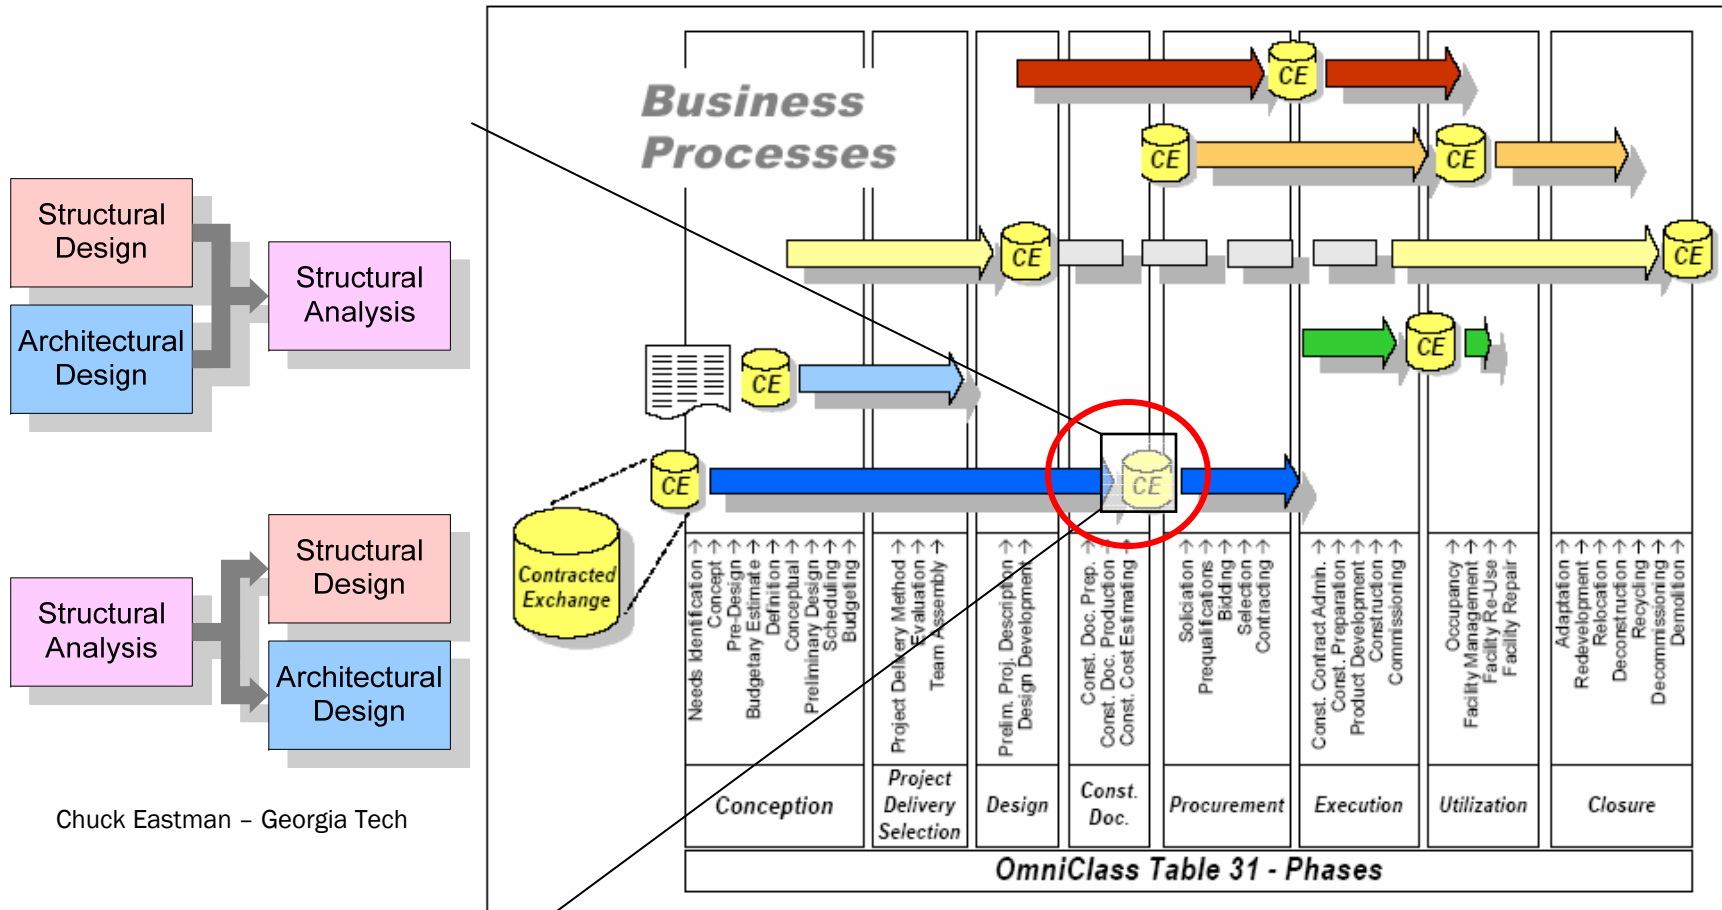 Structural
Design
Architectural
Design
Structural
Analysis
Structural
Analysis
Structural
Design
Architectural
Design
Chuck Eastman – Georgia Tech
Business
Processes
CE
CE
CE
CE
CE
CE
CE
CE
CE
Contracted
Exchange
Needs Identification →
Concept →
Pre-Design →
Budgetary Estimate →
Definition →
Conceptual →
Preliminary Design →
Scheduling →
Budgeting →
Project Delivery Method →
Evaluation →
Team Assembly →
Prelim. Proj. Description →
Design Development →
Const. Doc. Prep. →
Const. Doc. Production →
Const. Cost Estimating →
Soliciation →
Prequalifications →
Bidding →
Selection →
Contracting →
Const. Contract Admin. →
Const. Preparation →
Product Development →
Construction →
Commissioning →
Occupancy →
Facility Management →
Facility Re-Use →
Facility Repair →
Adaptation →
Redevelopment →
Relocation →
Deconstruction →
Recycling →
Decommissioning →
Demolition →
Conception
Project
Delivery
Selection
Design
Const.
Doc.
Procurement
Execution
Utilization
Closure
OmniClass Table 31 - Phases